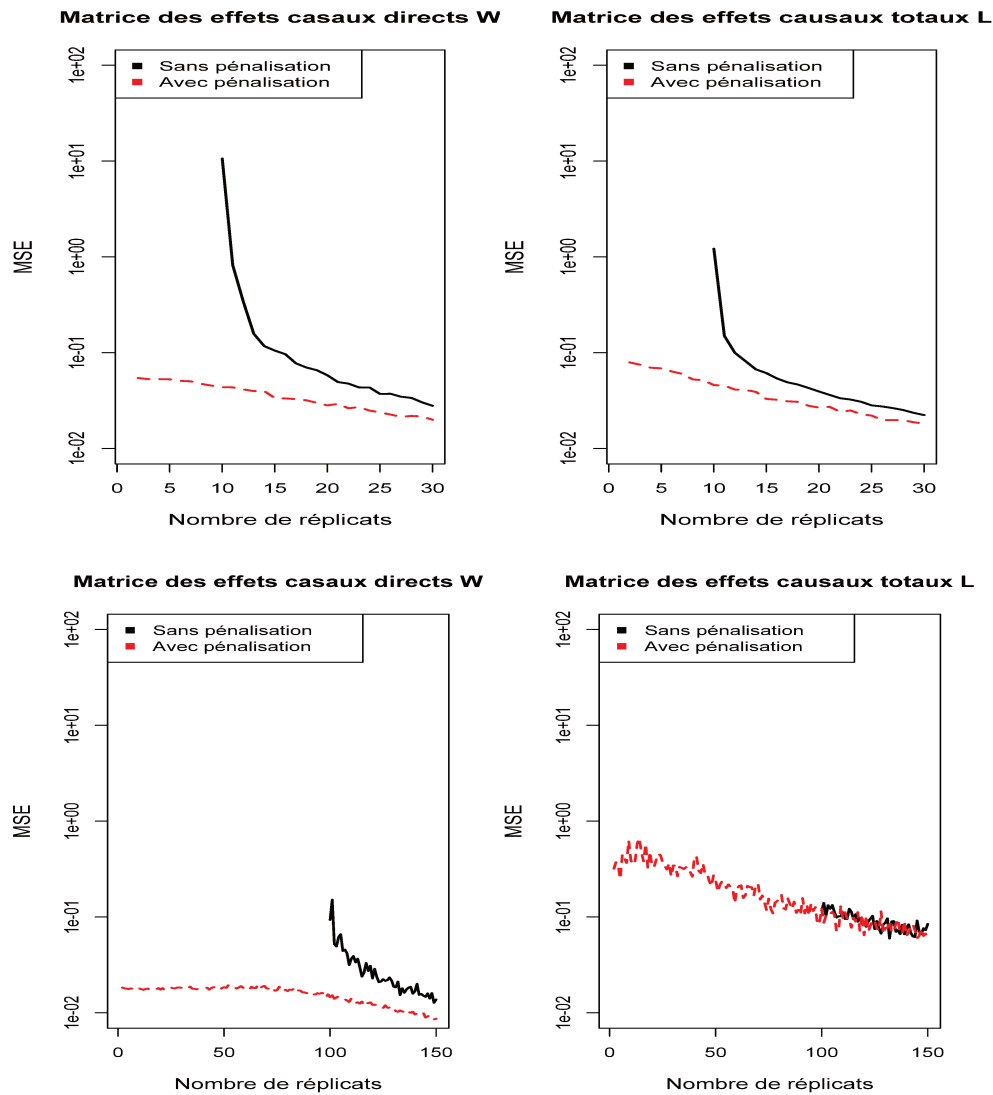 Matrice des effets casaux directs W
Sans pénalisation
Avec pénalisation
MSE
1e+02
1e+01
1e+00
1e-01
1e-02
0 5 10 15 20 25 30
Nombre de réplicats
Matrice des effets causaux totaux L
Sans pénalisation
Avec pénalisation
MSE
1e+02
1e+01
1e+00
1e-01
1e-02
0 5 10 15 20 25 30
Nombre de réplicats
Matrice des effets casaux directs W
Sans pénalisation
Avec pénalisation
MSE
1e+02
1e+01
1e+00
1e-01
1e-02
0 50 100 150
Nombre de réplicats
Matrice des effets causaux totaux L
Sans pénalisation
Avec pénalisation
MSE
1e+02
1e+01
1e+00
1e-01
1e-02
0 50 100 150
Nombre de réplicats